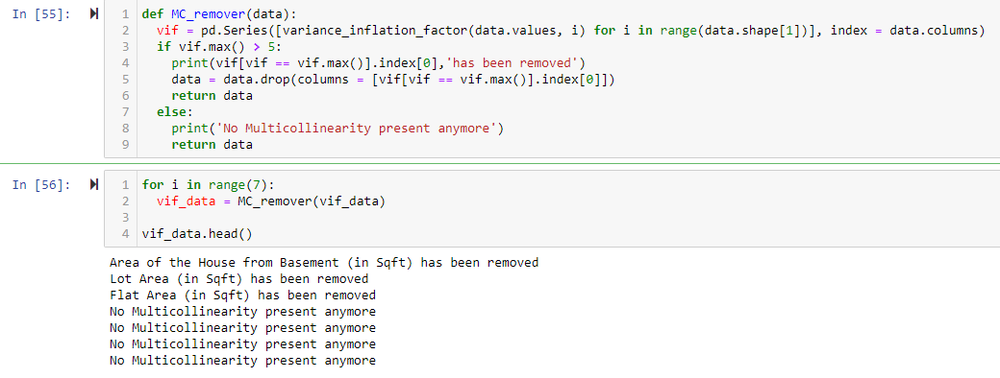 In [55]:
1 def MC_remover(data):
2   vif = pd.Series([variance_inflation_factor(data.values, i) for i in range(data.shape[1])], index = data.columns)
3   if vif.max() > 5:
4     print(vif[vif == vif.max()].index[0],'has been removed')
5     data = data.drop(columns = [vif[vif == vif.max()].index[0]])
6     return data
7   else:
8     print('No Multicollinearity present anymore')
9     return data
In [56]:
1 for i in range(7):
2   vif_data = MC_remover(vif_data)
3
4 vif_data.head()
Area of the House from Basement (in Sqft) has been removed
Lot Area (in Sqft) has been removed
Flat Area (in Sqft) has been removed
No Multicollinearity present anymore
No Multicollinearity present anymore
No Multicollinearity present anymore
No Multicollinearity present anymore